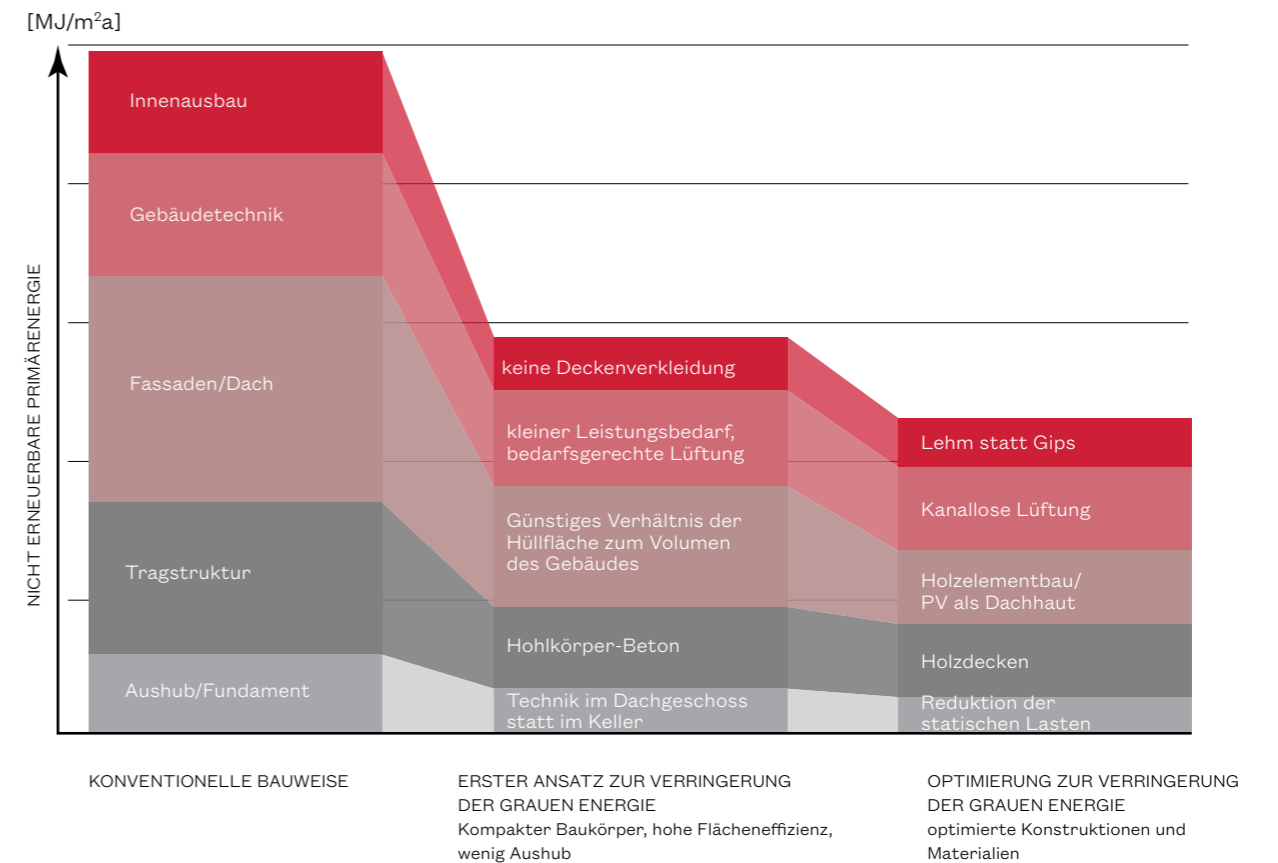 [MJ/m²a]
NICHT ERNEUERBARE PRIMÄRENERGIE
Innenausbau
Gebäudetechnik
Fassaden/Dach
Tragstruktur
Aushub/Fundament
keine Deckenverkleidung
kleiner Leistungsbedarf,
bedarfsgerechte Lüftung
Günstiges Verhältnis der
Hüllfläche zum Volumen
des Gebäudes
Hohlkörper-Beton
Technik im Dachgeschoss
statt im Keller
Lehm statt Gips
Kanallose Lüftung
Holzelementbau/
PV als Dachhaut
Holzdecken
Reduktion der
statischen Lasten
KONVENTIONELLE BAUWEISE
ERSTER ANSATZ ZUR VERRINGERUNG
DER GRAUEN ENERGIE
Kompakter Baukörper, hohe Flächeneffizienz,
wenig Aushub
OPTIMIERUNG ZUR VERRINGERUNG
DER GRAUEN ENERGIE
optimierte Konstruktionen und
Materialien